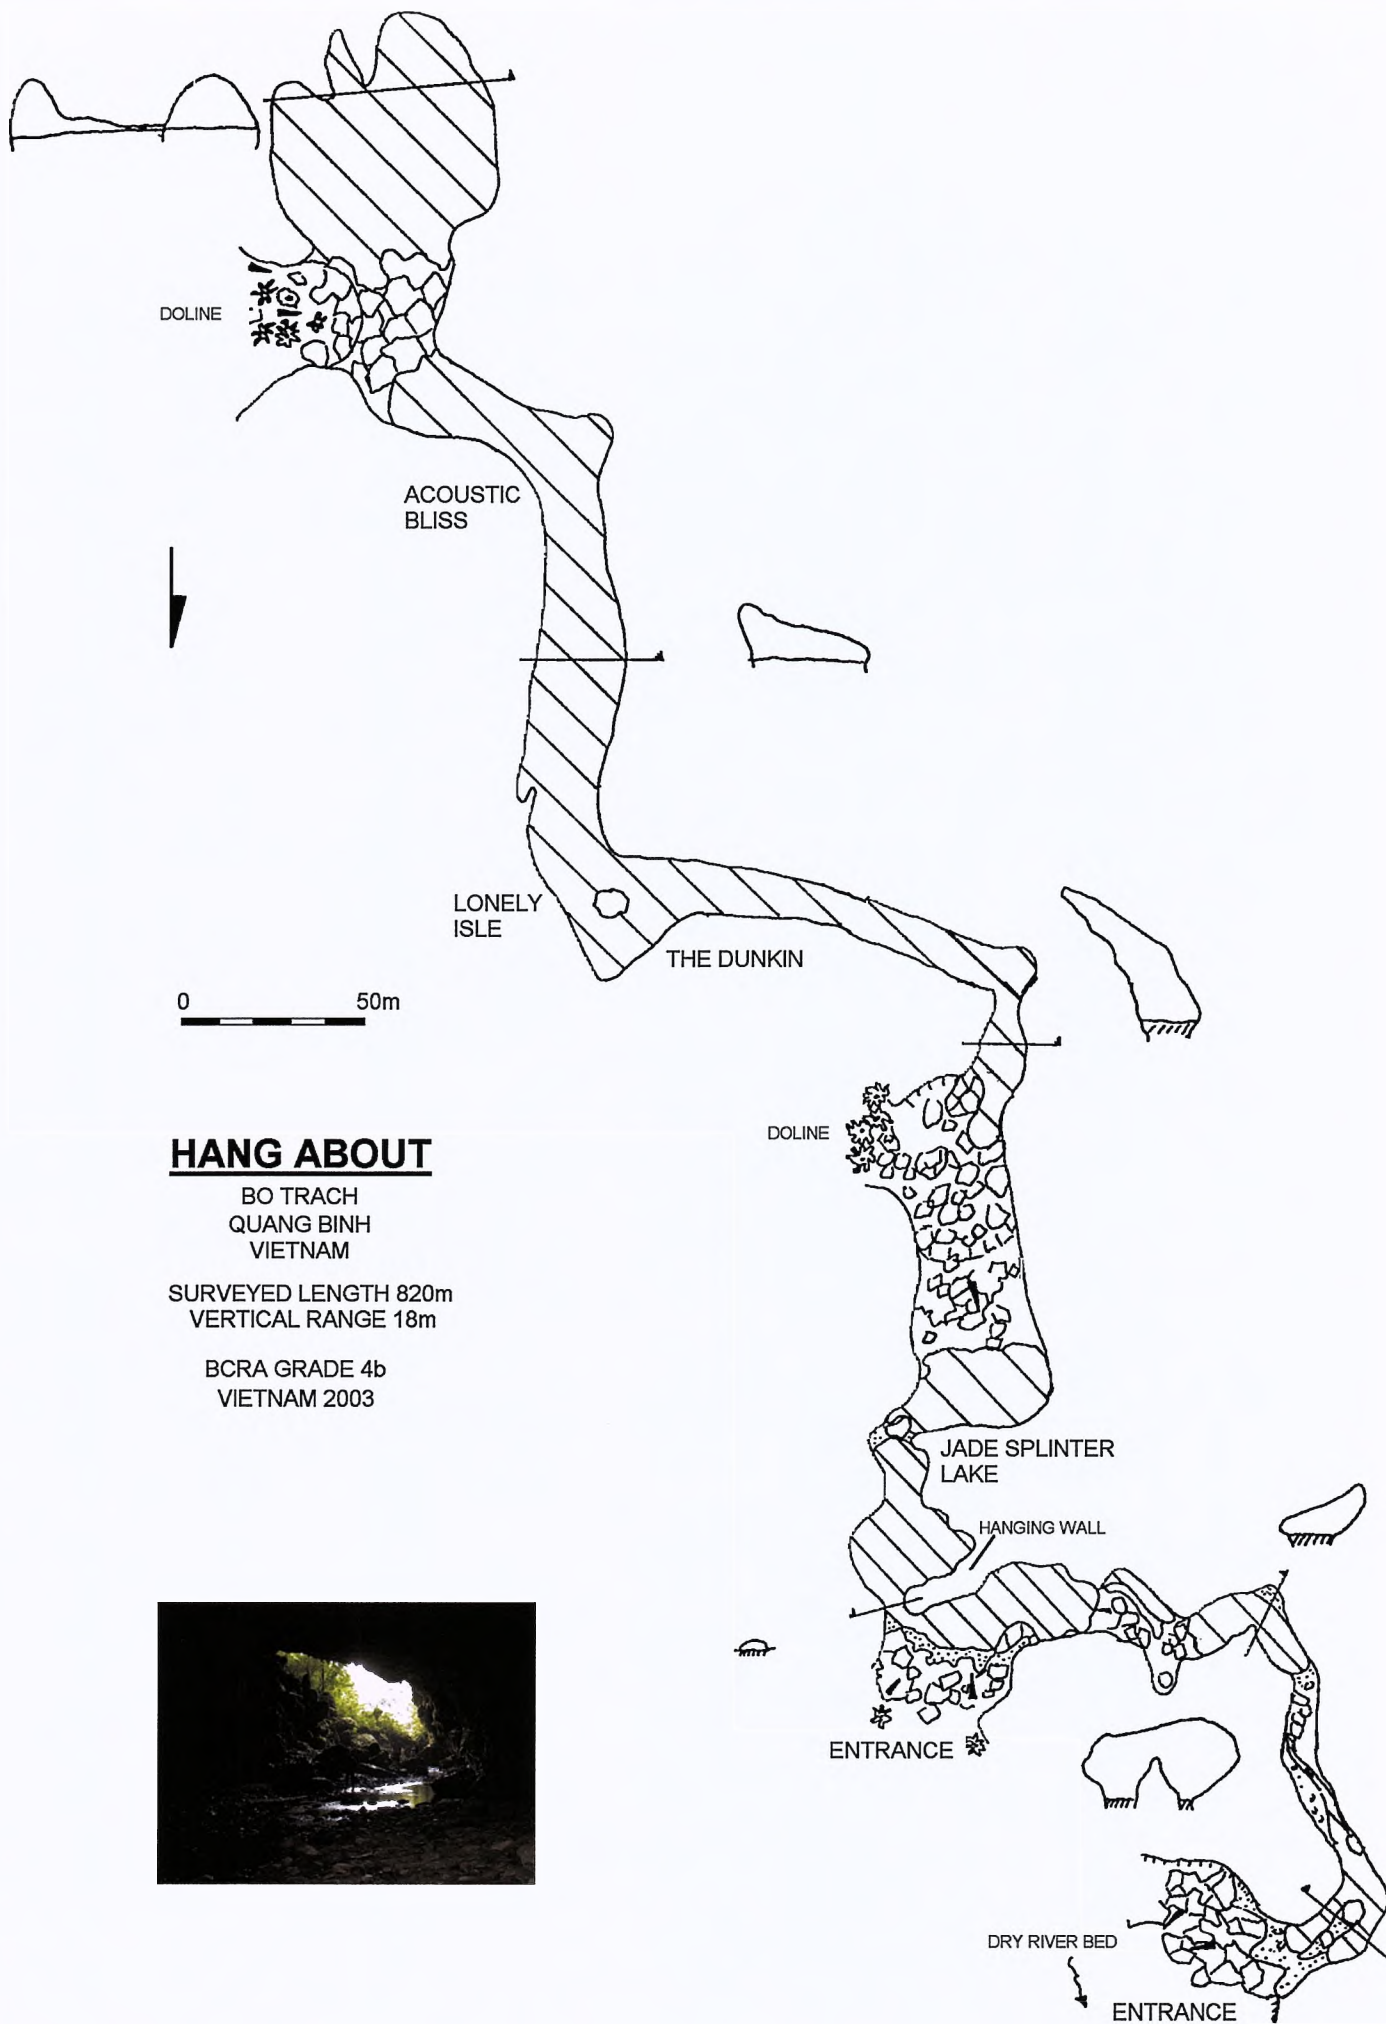 DOLINE
ACOUSTIC
BLISS
LONELY
ISLE
THE DUNKIN
0 50m
DOLINE
HANG ABOUT
BO TRACH
QUANG BINH
VIETNAM
SURVEYED LENGTH 820m
VERTICAL RANGE 18m
BCRA GRADE 4b
VIETNAM 2003
JADE SPLINTER
LAKE
HANGING WALL
ENTRANCE
DRY RIVER BED
ENTRANCE